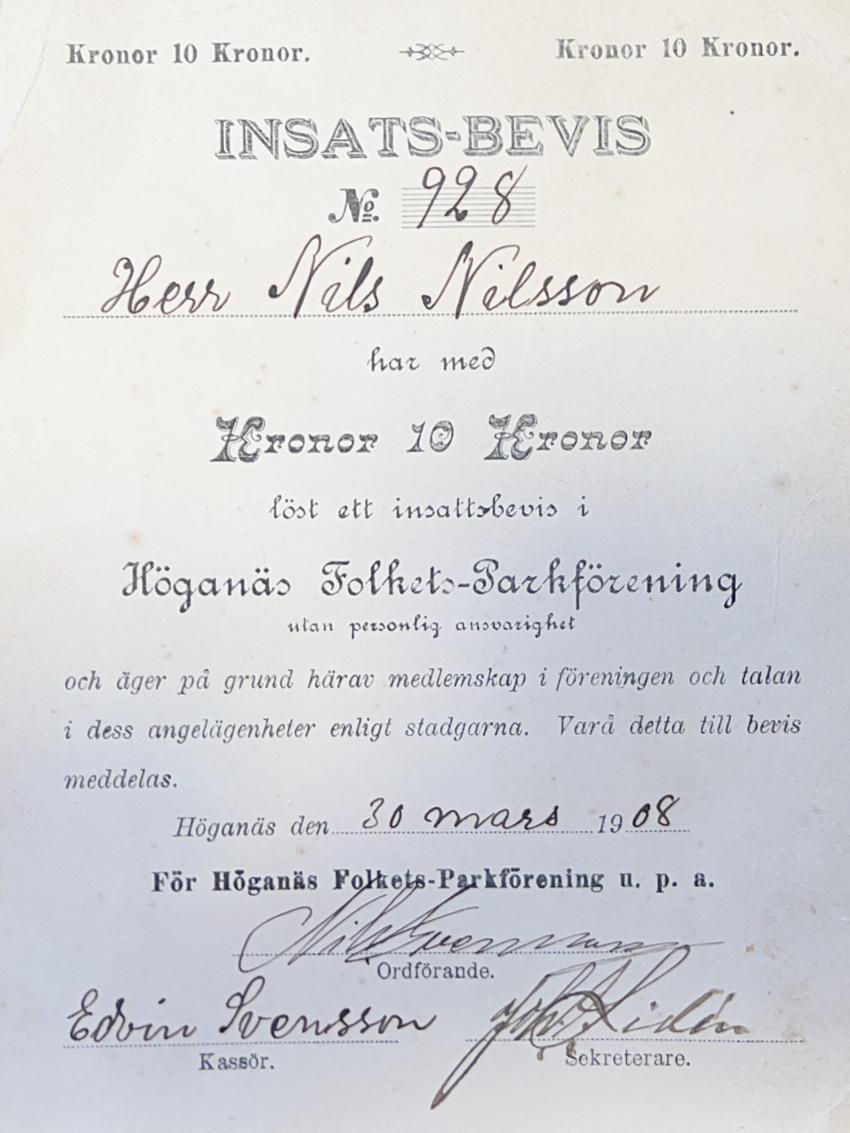 Kronor 10 Kronor. Kronor 10 Kronor.
INSATS-BEVIS
No. 928
Herr Nils Nilsson
har med
Kronor 10 Kronor
löst ett insattsbevis i
Höganäs Folkets-Parkförening
utan personlig ansvarighet
och äger på grund härav medlemskap i föreningen och talan
i dess angelägenheter enligt stadgarna. Varå detta till bevis
meddelas.
Höganäs den 30 mars 1908
För Höganäs Folkets-Parkförening u. p. a.
Nils
Ordförande.
Edvin Svensson Lidén
Kassör. Sekreterare.